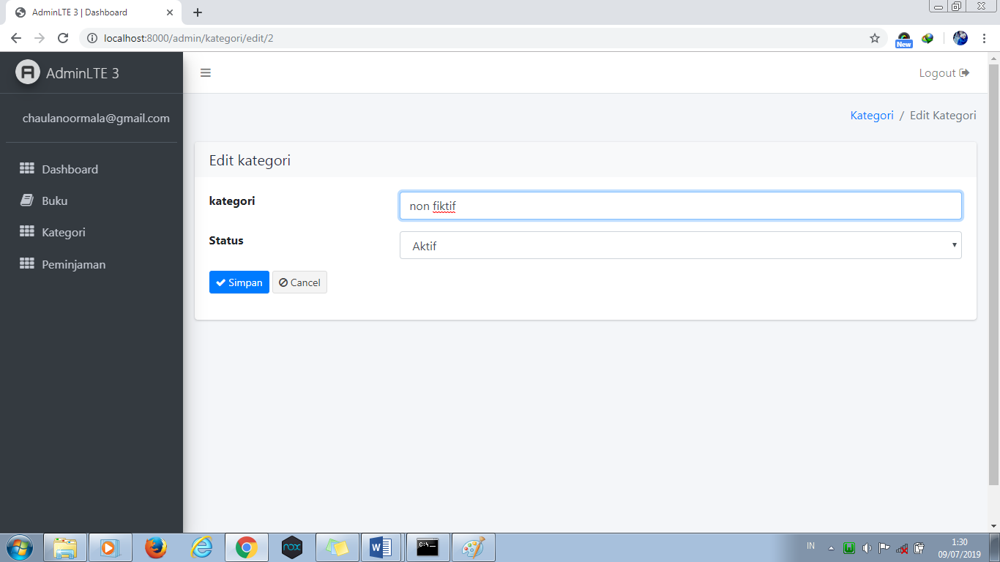 AdminLTE 3 | Dashboard
localhost:8000/admin/kategori/edit/2
New
AdminLTE 3
Logout
chaulanoormala@gmail.com
Kategori / Edit Kategori
Dashboard
Buku
Kategori
Peminjaman
Edit kategori
kategori
non fiktif
Status
Aktif
Simpan
Cancel
nox
W
C:\
IN
1:30
09/07/2019